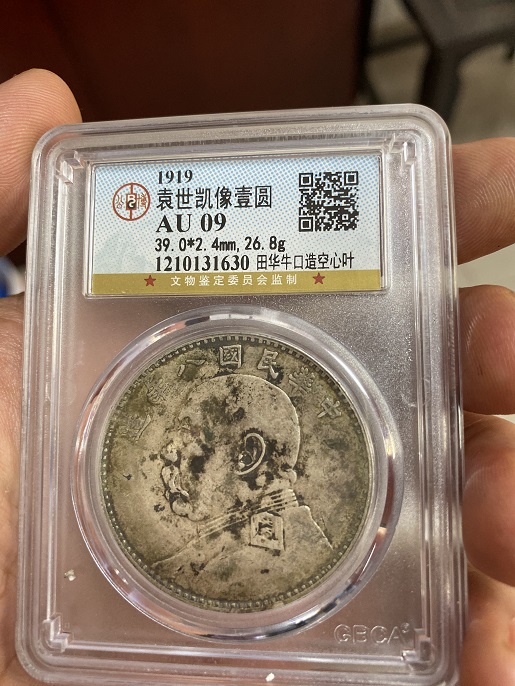 1919
袁世凯像壹圆
AU 09
39.0*2.4mm,26.8g
1210131630 田华牛口造空心叶
★ 文物鉴定委员会监制 ★
造 八國民華中
圆
GBCA